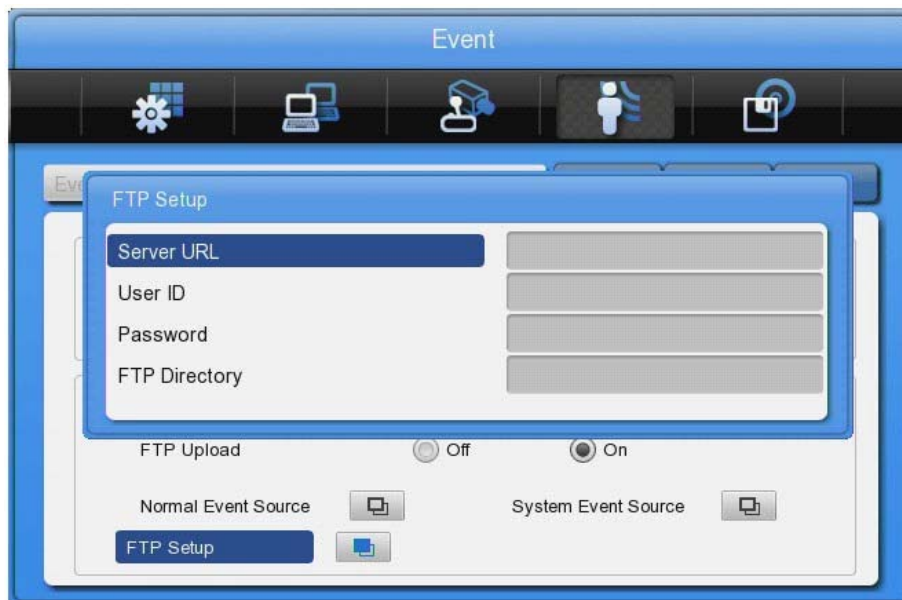 Event
Eve
FTP Setup
Server URL
User ID
Password
FTP Directory
FTP Upload Off On
Normal Event Source System Event Source
FTP Setup